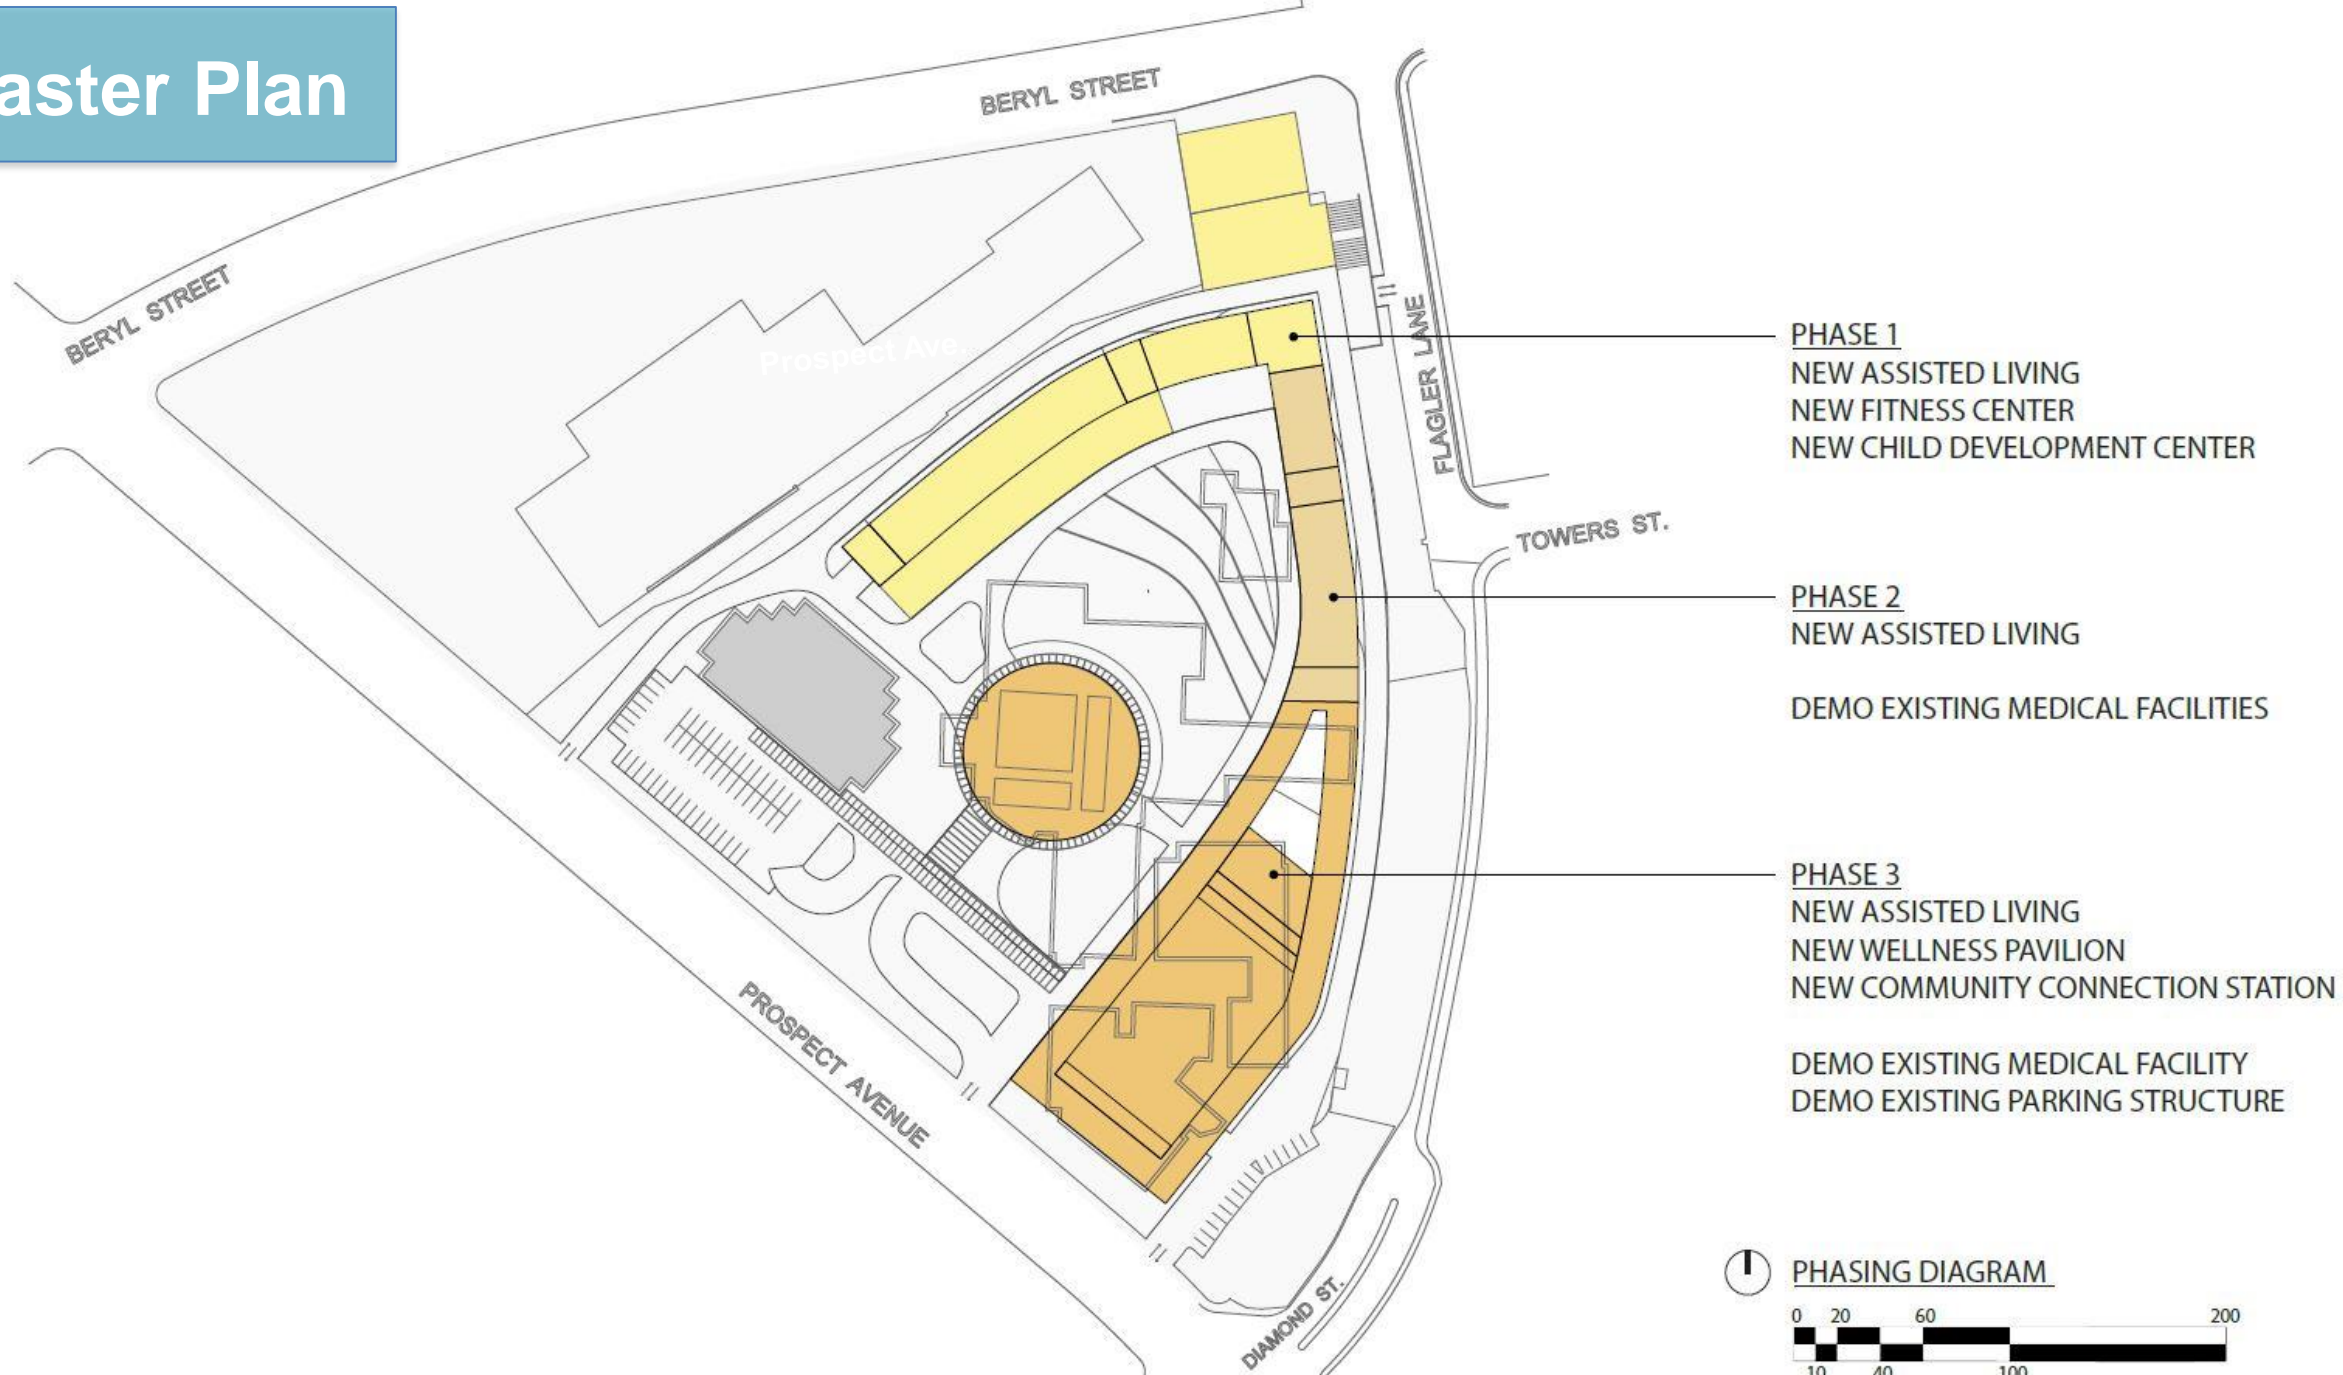 aster Plan
BERYL STREET
BERYL STREET
Prospect Ave.
FLAGLER LANE
TOWERS ST.
PROSPECT AVENUE
DIAMOND ST.
PHASE 1
NEW ASSISTED LIVING
NEW FITNESS CENTER
NEW CHILD DEVELOPMENT CENTER
PHASE 2
NEW ASSISTED LIVING
DEMO EXISTING MEDICAL FACILITIES
PHASE 3
NEW ASSISTED LIVING
NEW WELLNESS PAVILION
NEW COMMUNITY CONNECTION STATION
DEMO EXISTING MEDICAL FACILITY
DEMO EXISTING PARKING STRUCTURE
PHASING DIAGRAM
0 20 60 200
10 40 100